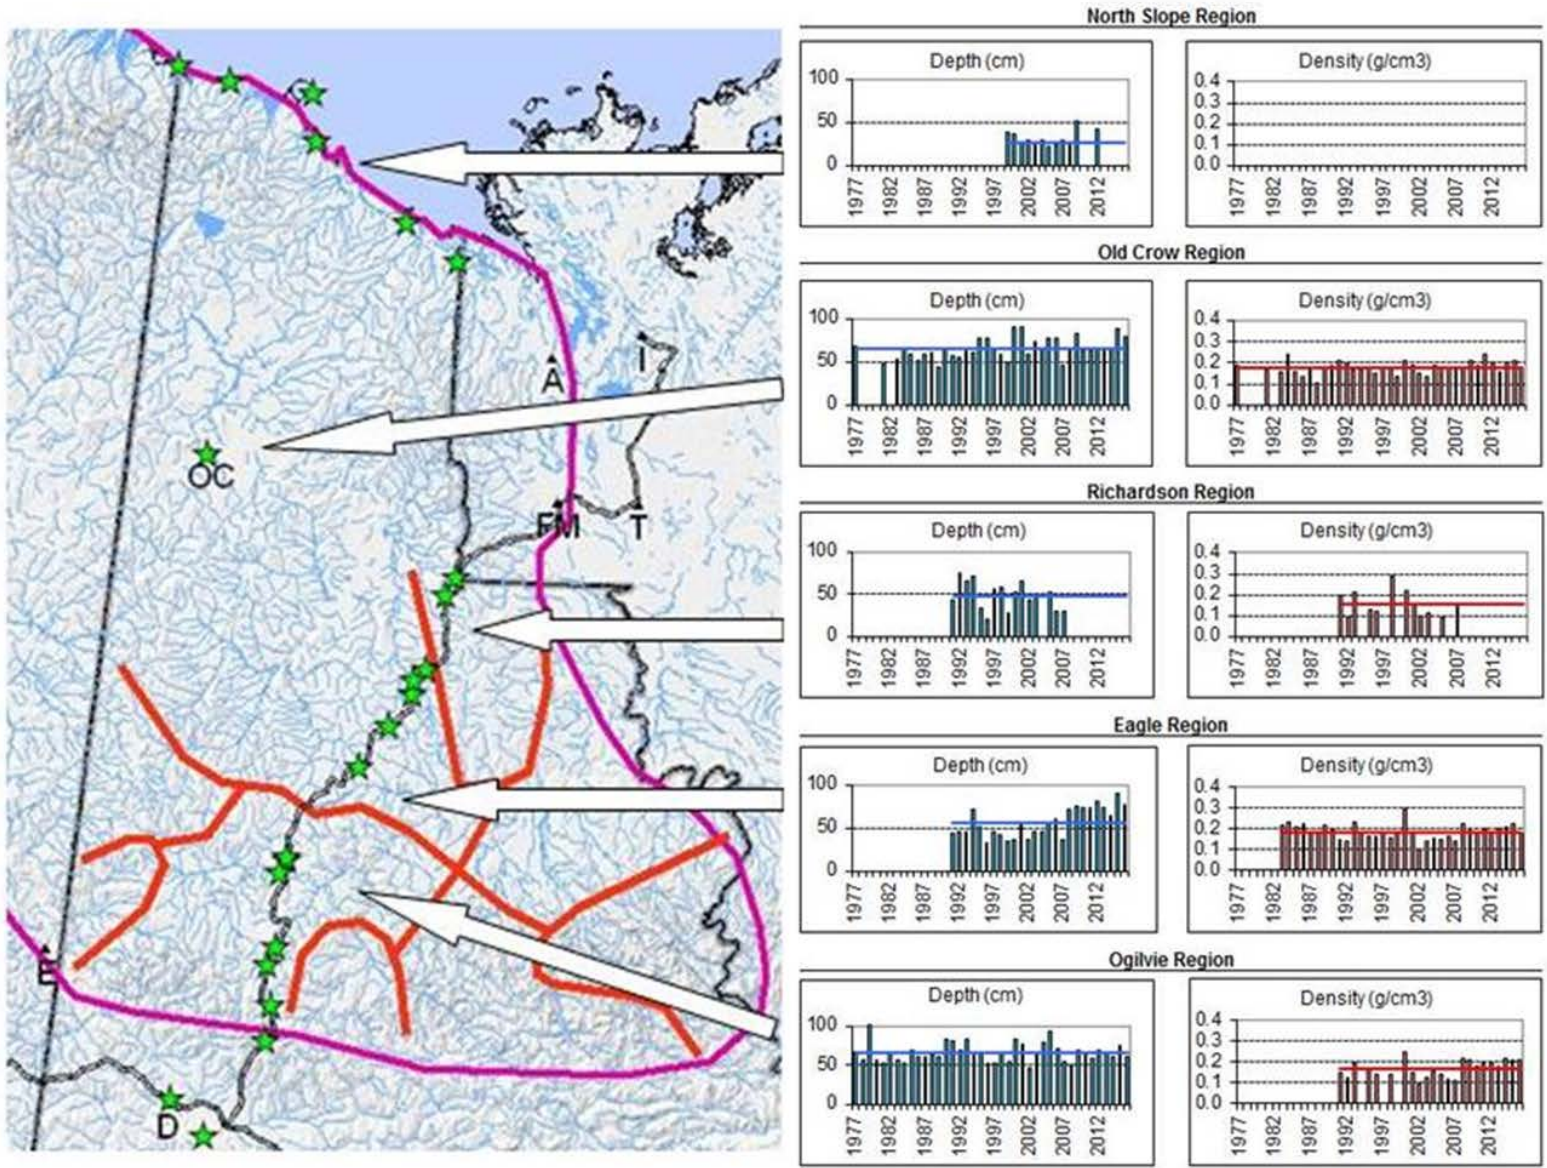 North Slope Region
Depth (cm)
100
50
0
1977 1982 1987 1992 1997 2002 2007 2012
Density (g/cm3)
0.4
0.3
0.2
0.1
0.0
1977 1982 1987 1992 1997 2002 2007 2012
Old Crow Region
Depth (cm)
100
50
0
1977 1982 1987 1992 1997 2002 2007 2012
Density (g/cm3)
0.4
0.3
0.2
0.1
0.0
1977 1982 1987 1992 1997 2002 2007 2012
Richardson Region
Depth (cm)
100
50
0
1977 1982 1987 1992 1997 2002 2007 2012
Density (g/cm3)
0.4
0.3
0.2
0.1
0.0
1977 1982 1987 1992 1997 2002 2007 2012
Eagle Region
Depth (cm)
100
50
0
1977 1982 1987 1992 1997 2002 2007 2012
Density (g/cm3)
0.4
0.3
0.2
0.1
0.0
1977 1982 1987 1992 1997 2002 2007 2012
Ogilvie Region
Depth (cm)
100
50
0
1977 1982 1987 1992 1997 2002 2007 2012
Density (g/cm3)
0.4
0.3
0.2
0.1
0.0
1977 1982 1987 1992 1997 2002 2007 2012
I
A
OC
FM
T
E
D